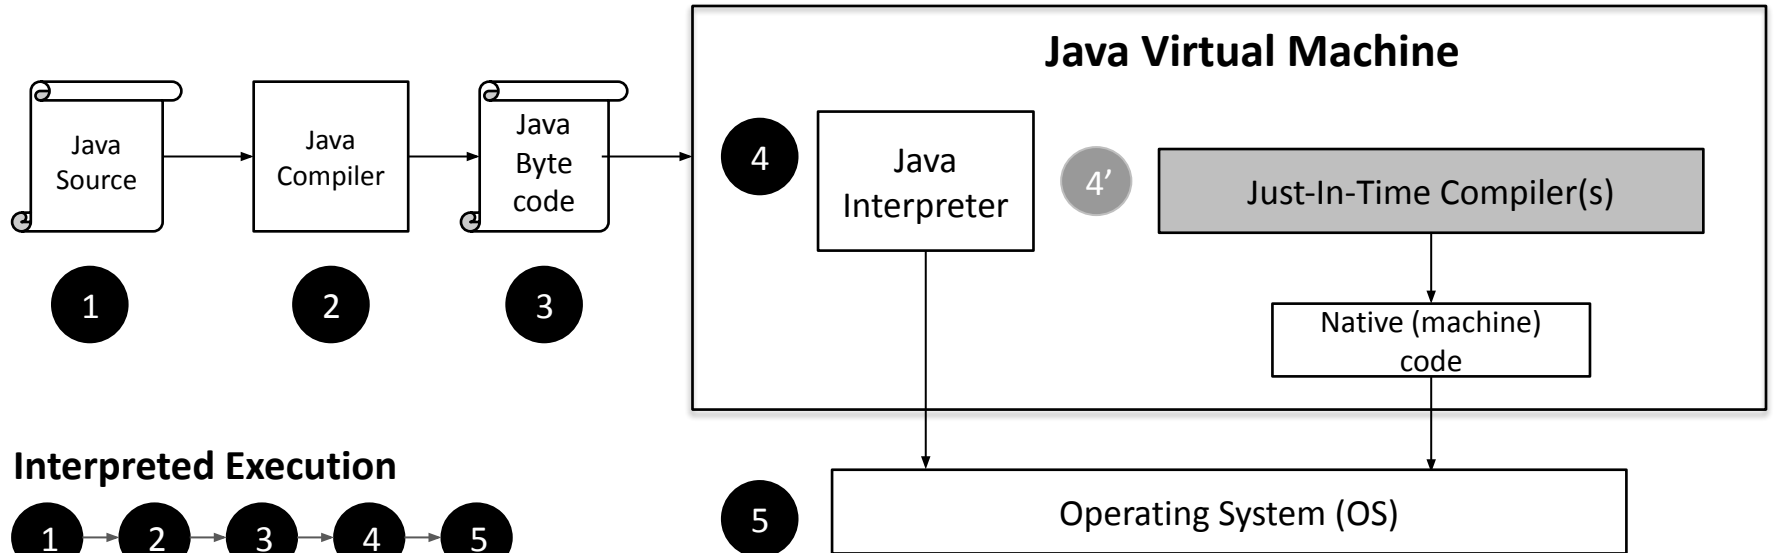 Java Virtual Machine
Java
Source
Java
Compiler
Java
Byte
code
4
Java
Interpreter
4’
Just-In-Time Compiler(s)
1
2
3
Native (machine)
code
Interpreted Execution
1
2
3
4
5
5
Operating System (OS)